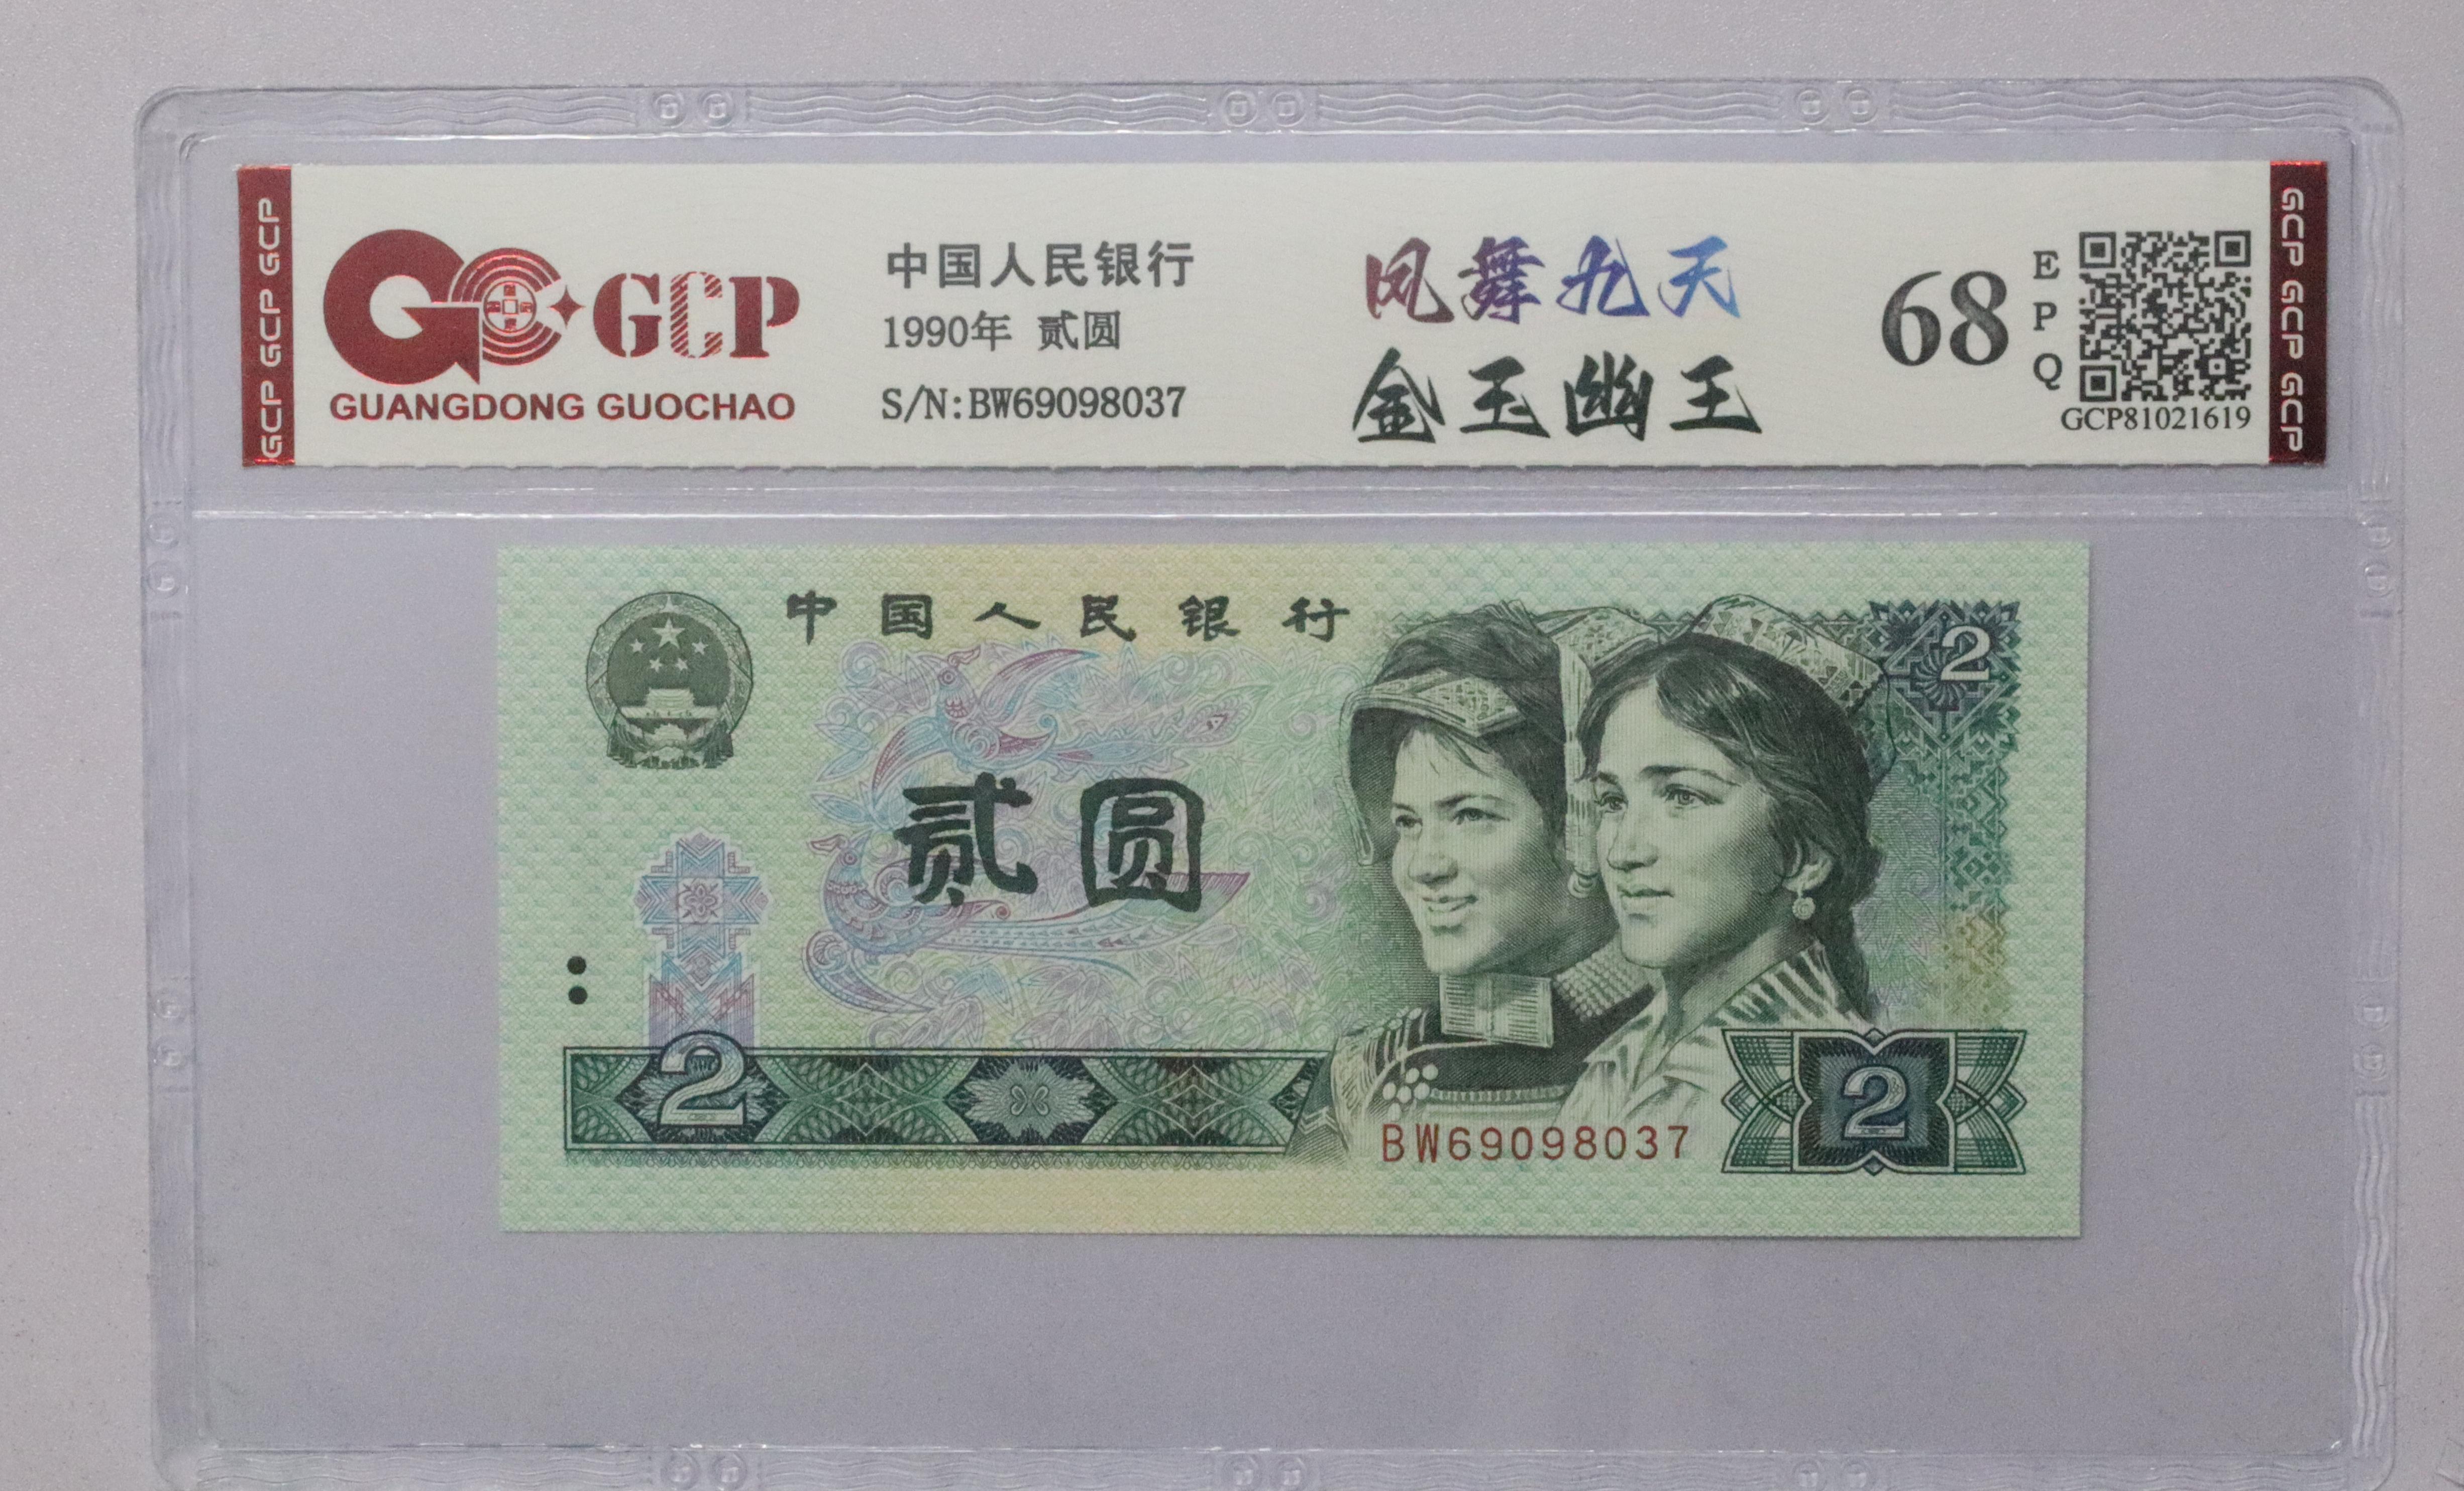 GCP GCP GCP
GCP
GUANGDONG GUOCHAO
中国人民银行
1990年 贰圆
S/N:BW69098037
凤舞九天
金玉幽王
68
E
P
Q
GCP81021619
GCP GCP GCP
中国人民银行
2
贰圆
2
2
BW69098037